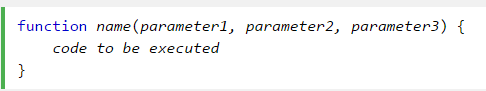 function name(parameter1, parameter2, parameter3) {
    code to be executed
}